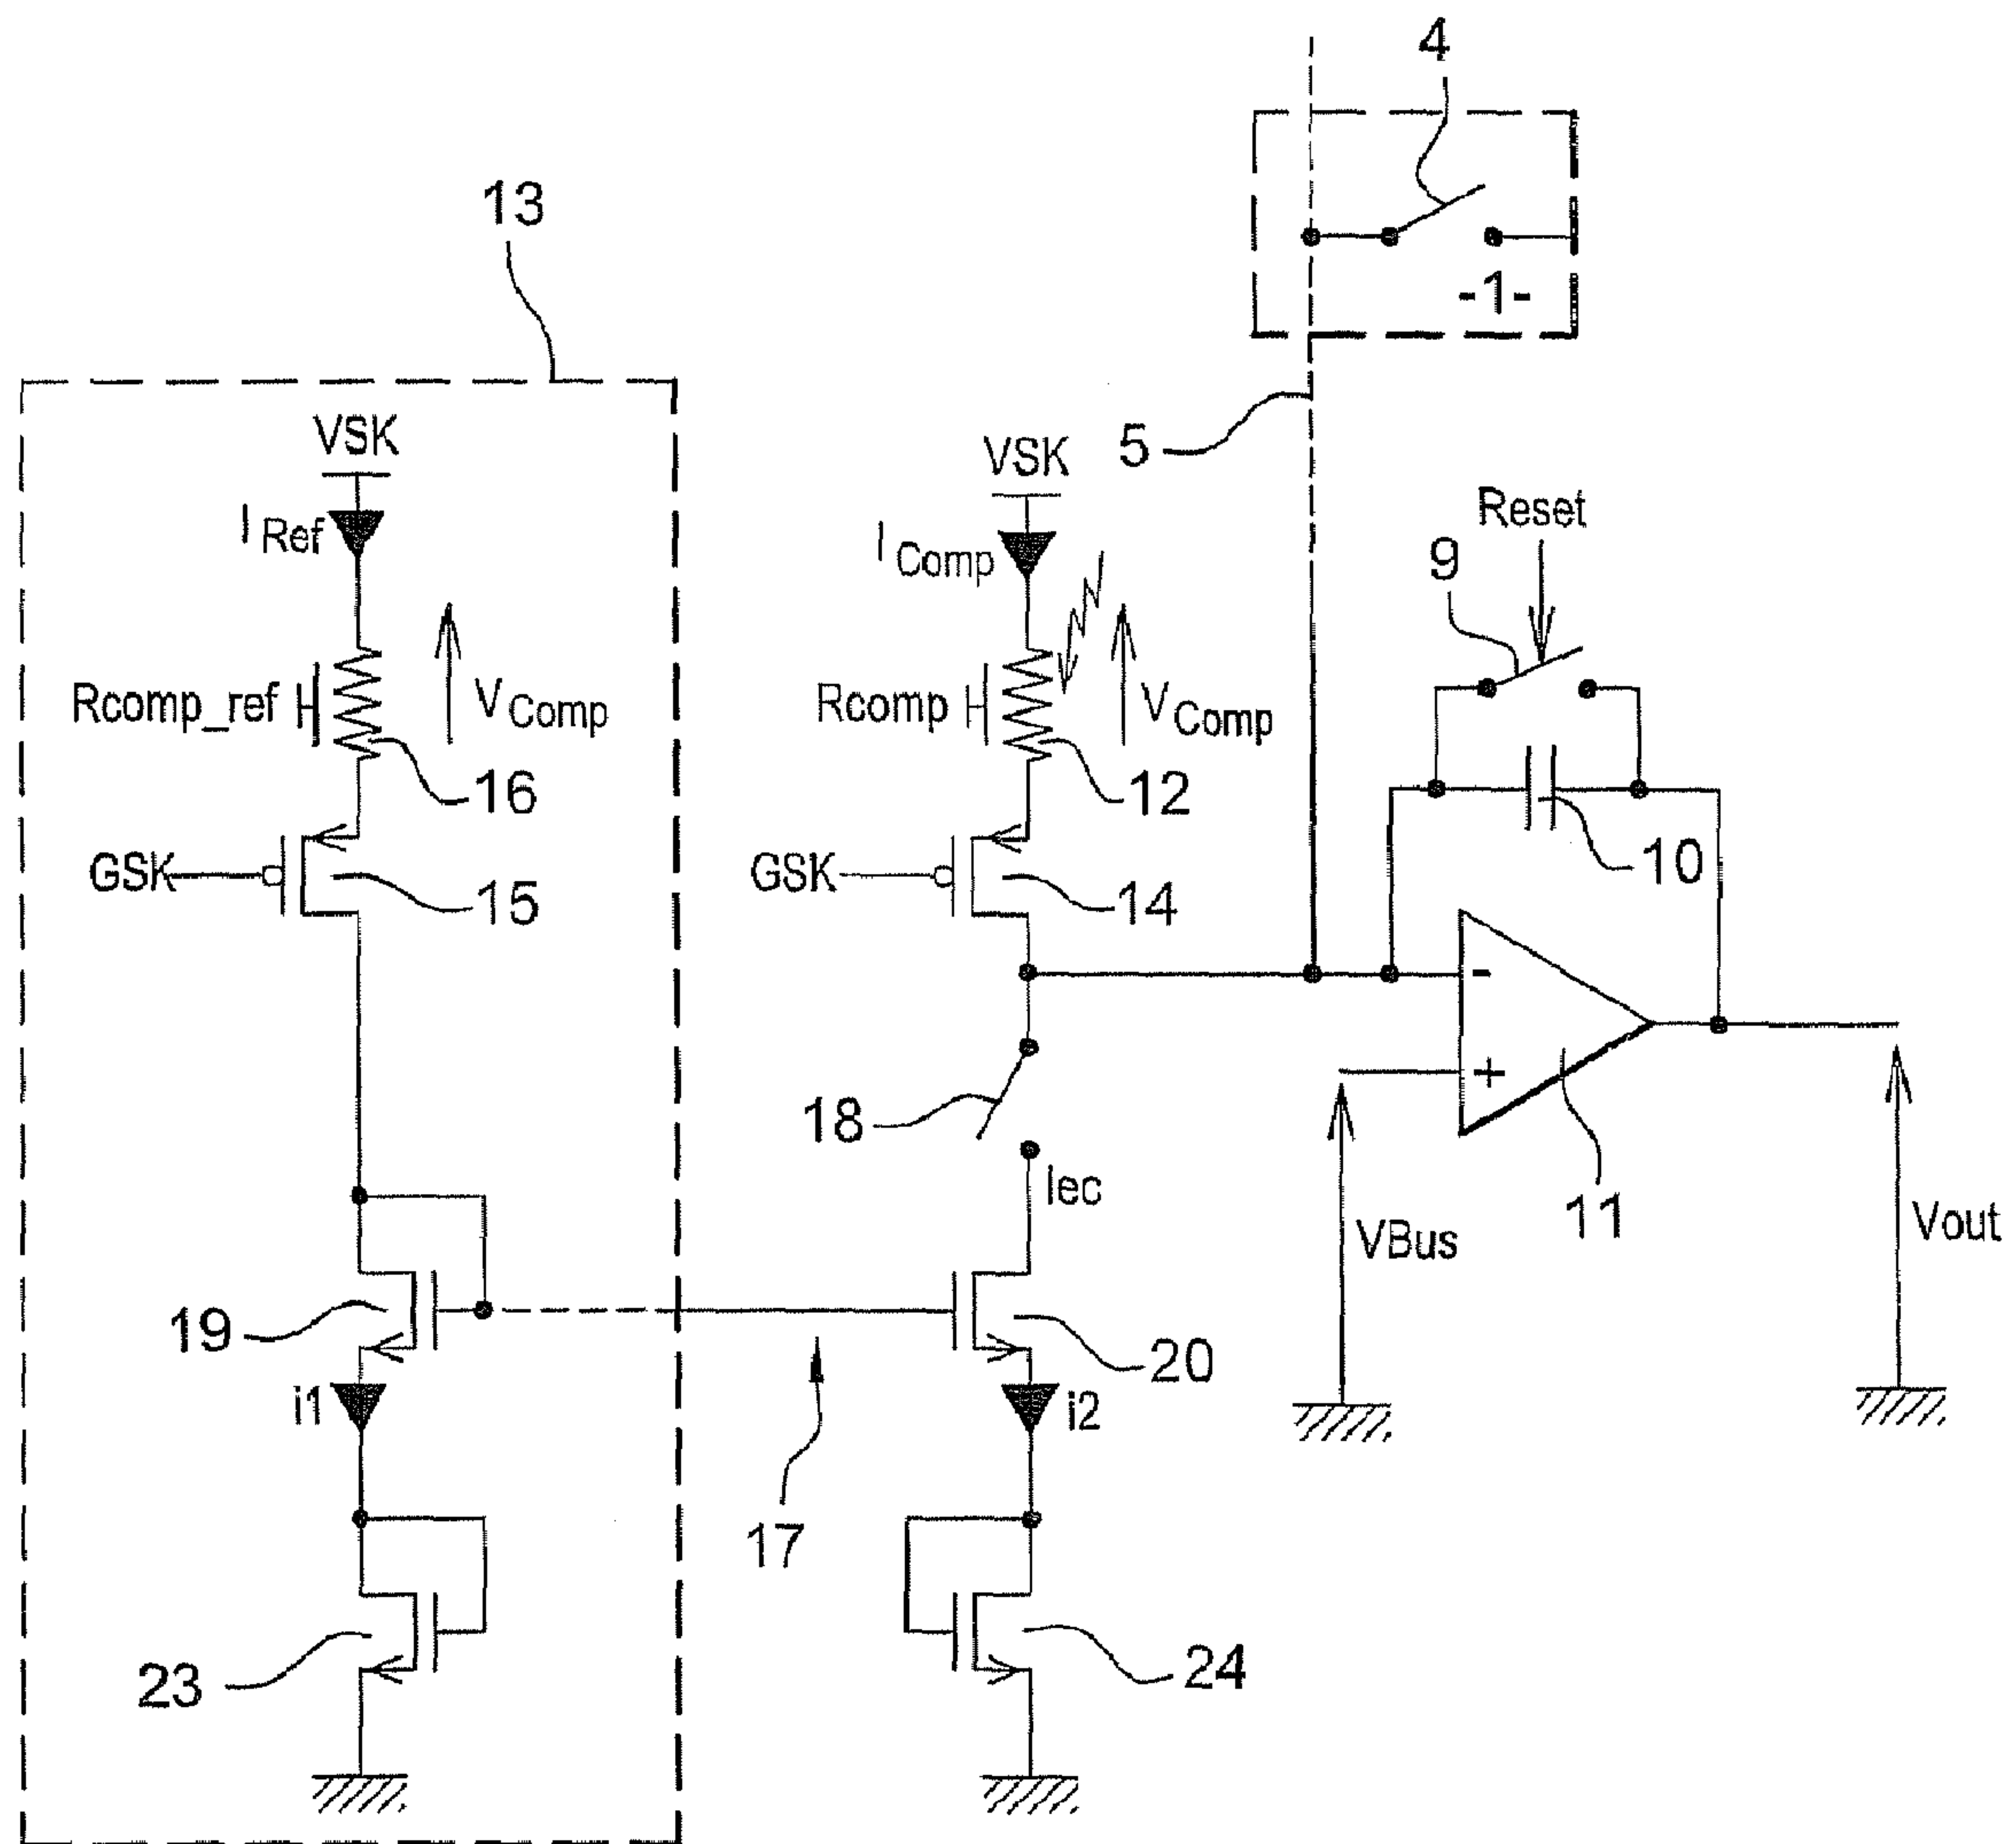 4
-1-
13
VSK
I Ref
Rcomp_ref
V Comp
16
GSK
15
19
i1
23
VSK
I Comp
Rcomp
V Comp
12
GSK
14
18
Iec
20
i2
17
24
5
Reset
9
10
-
+
11
VBus
Vout